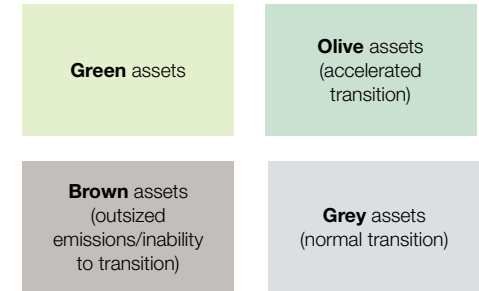 Green assets
Olive assets
(accelerated
transition)
Brown assets
(outsized
emissions/inability
to transition)
Grey assets
(normal transition)